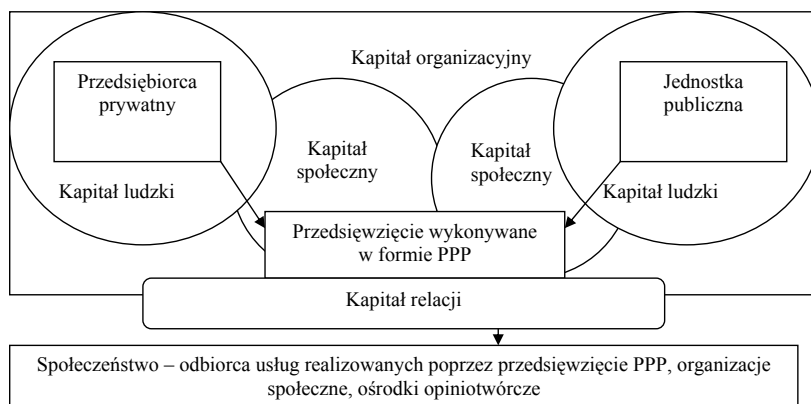 Kapitał organizacyjny
Przedsiębiorca
prywatny
Jednostka
publiczna
Kapitał
społeczny
Kapitał
społeczny
Kapitał ludzki
Kapitał ludzki
Przedsięwzięcie wykonywane
w formie PPP
Kapitał relacji
Społeczeństwo – odbiorca usług realizowanych poprzez przedsięwzięcie PPP, organizacje
społeczne, ośrodki opiniotwórcze